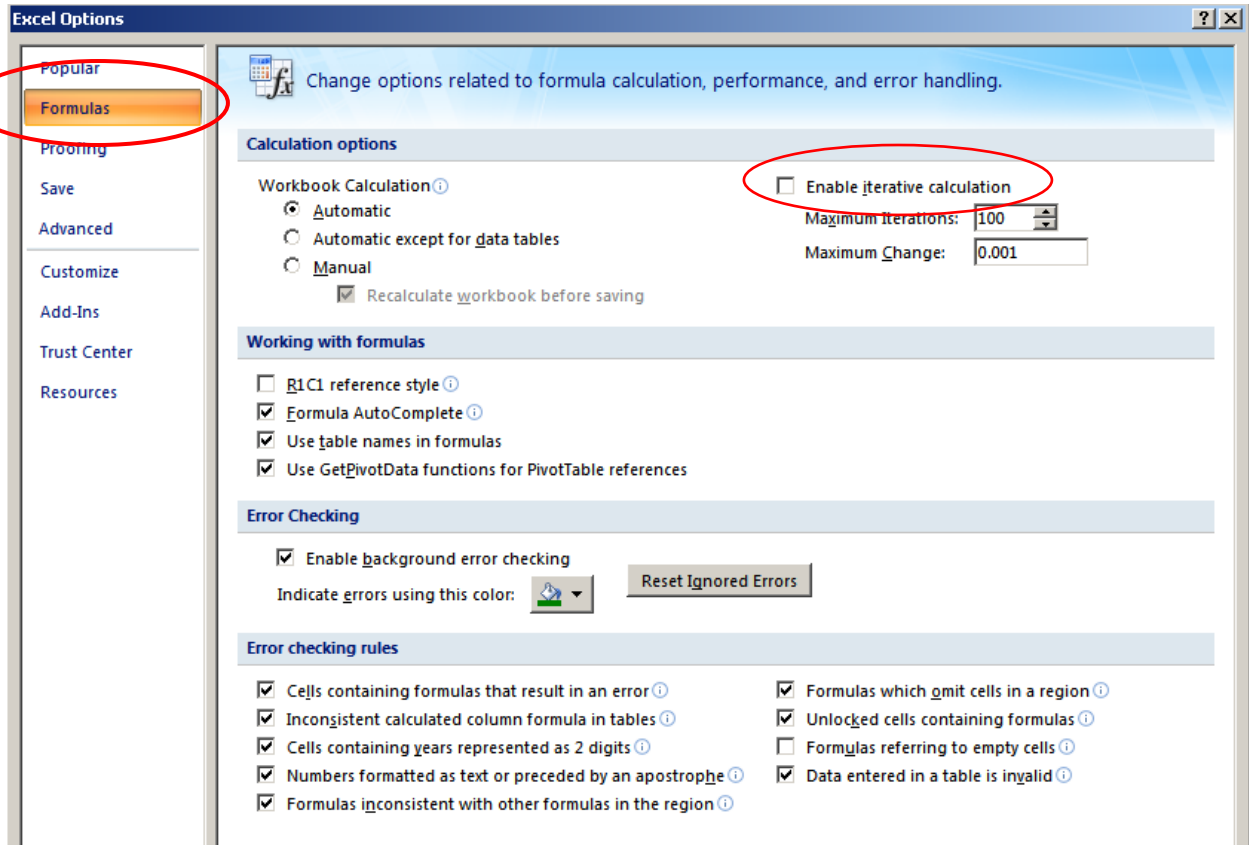 Excel Options
Popular
Formulas
Proofing
Save
Advanced
Customize
Add-Ins
Trust Center
Resources
Change options related to formula calculation, performance, and error handling.
Calculation options
Workbook Calculation
Automatic
Automatic except for data tables
Manual
Recalculate workbook before saving
Enable iterative calculation
Maximum Iterations: 100
Maximum Change: 0.001
Working with formulas
R1C1 reference style
Formula AutoComplete
Use table names in formulas
Use GetPivotData functions for PivotTable references
Error Checking
Enable background error checking
Indicate errors using this color:
Reset Ignored Errors
Error checking rules
Cells containing formulas that result in an error
Inconsistent calculated column formula in tables
Cells containing years represented as 2 digits
Numbers formatted as text or preceded by an apostrophe
Formulas inconsistent with other formulas in the region
Formulas which omit cells in a region
Unlocked cells containing formulas
Formulas referring to empty cells
Data entered in a table is invalid